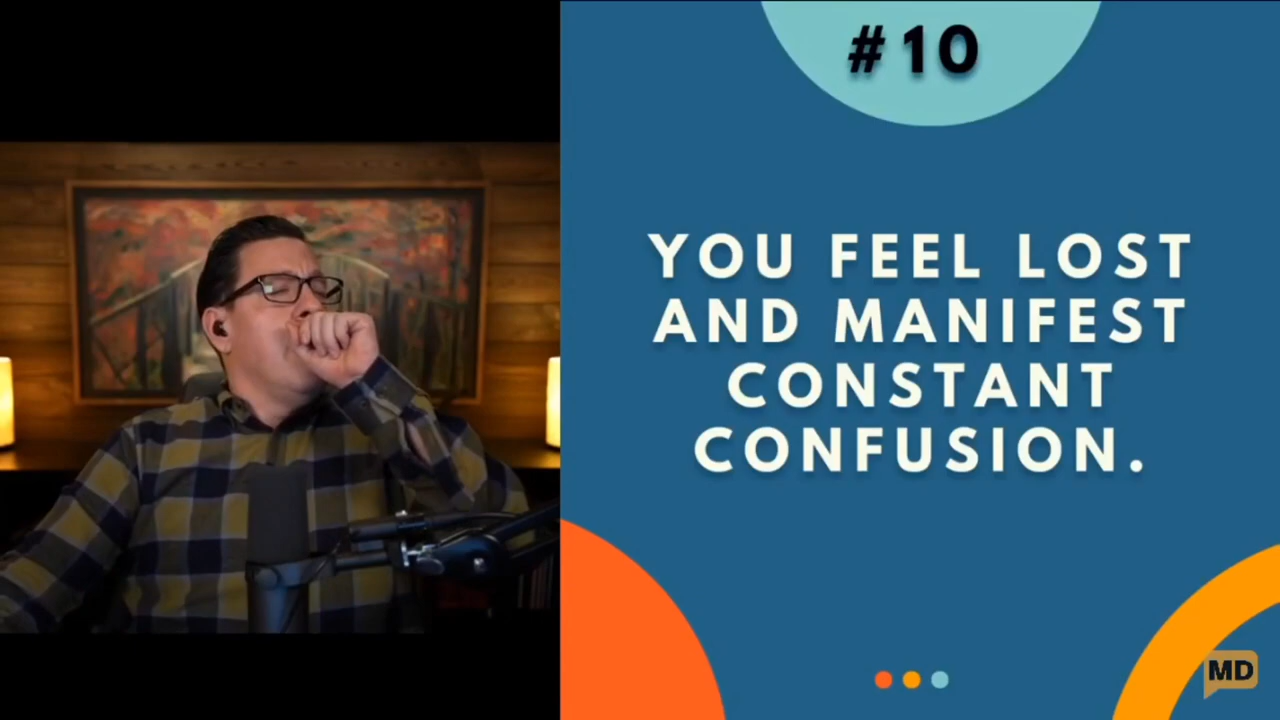 #10
YOU FEEL LOST
AND MANIFEST
CONSTANT
CONFUSION.
MD